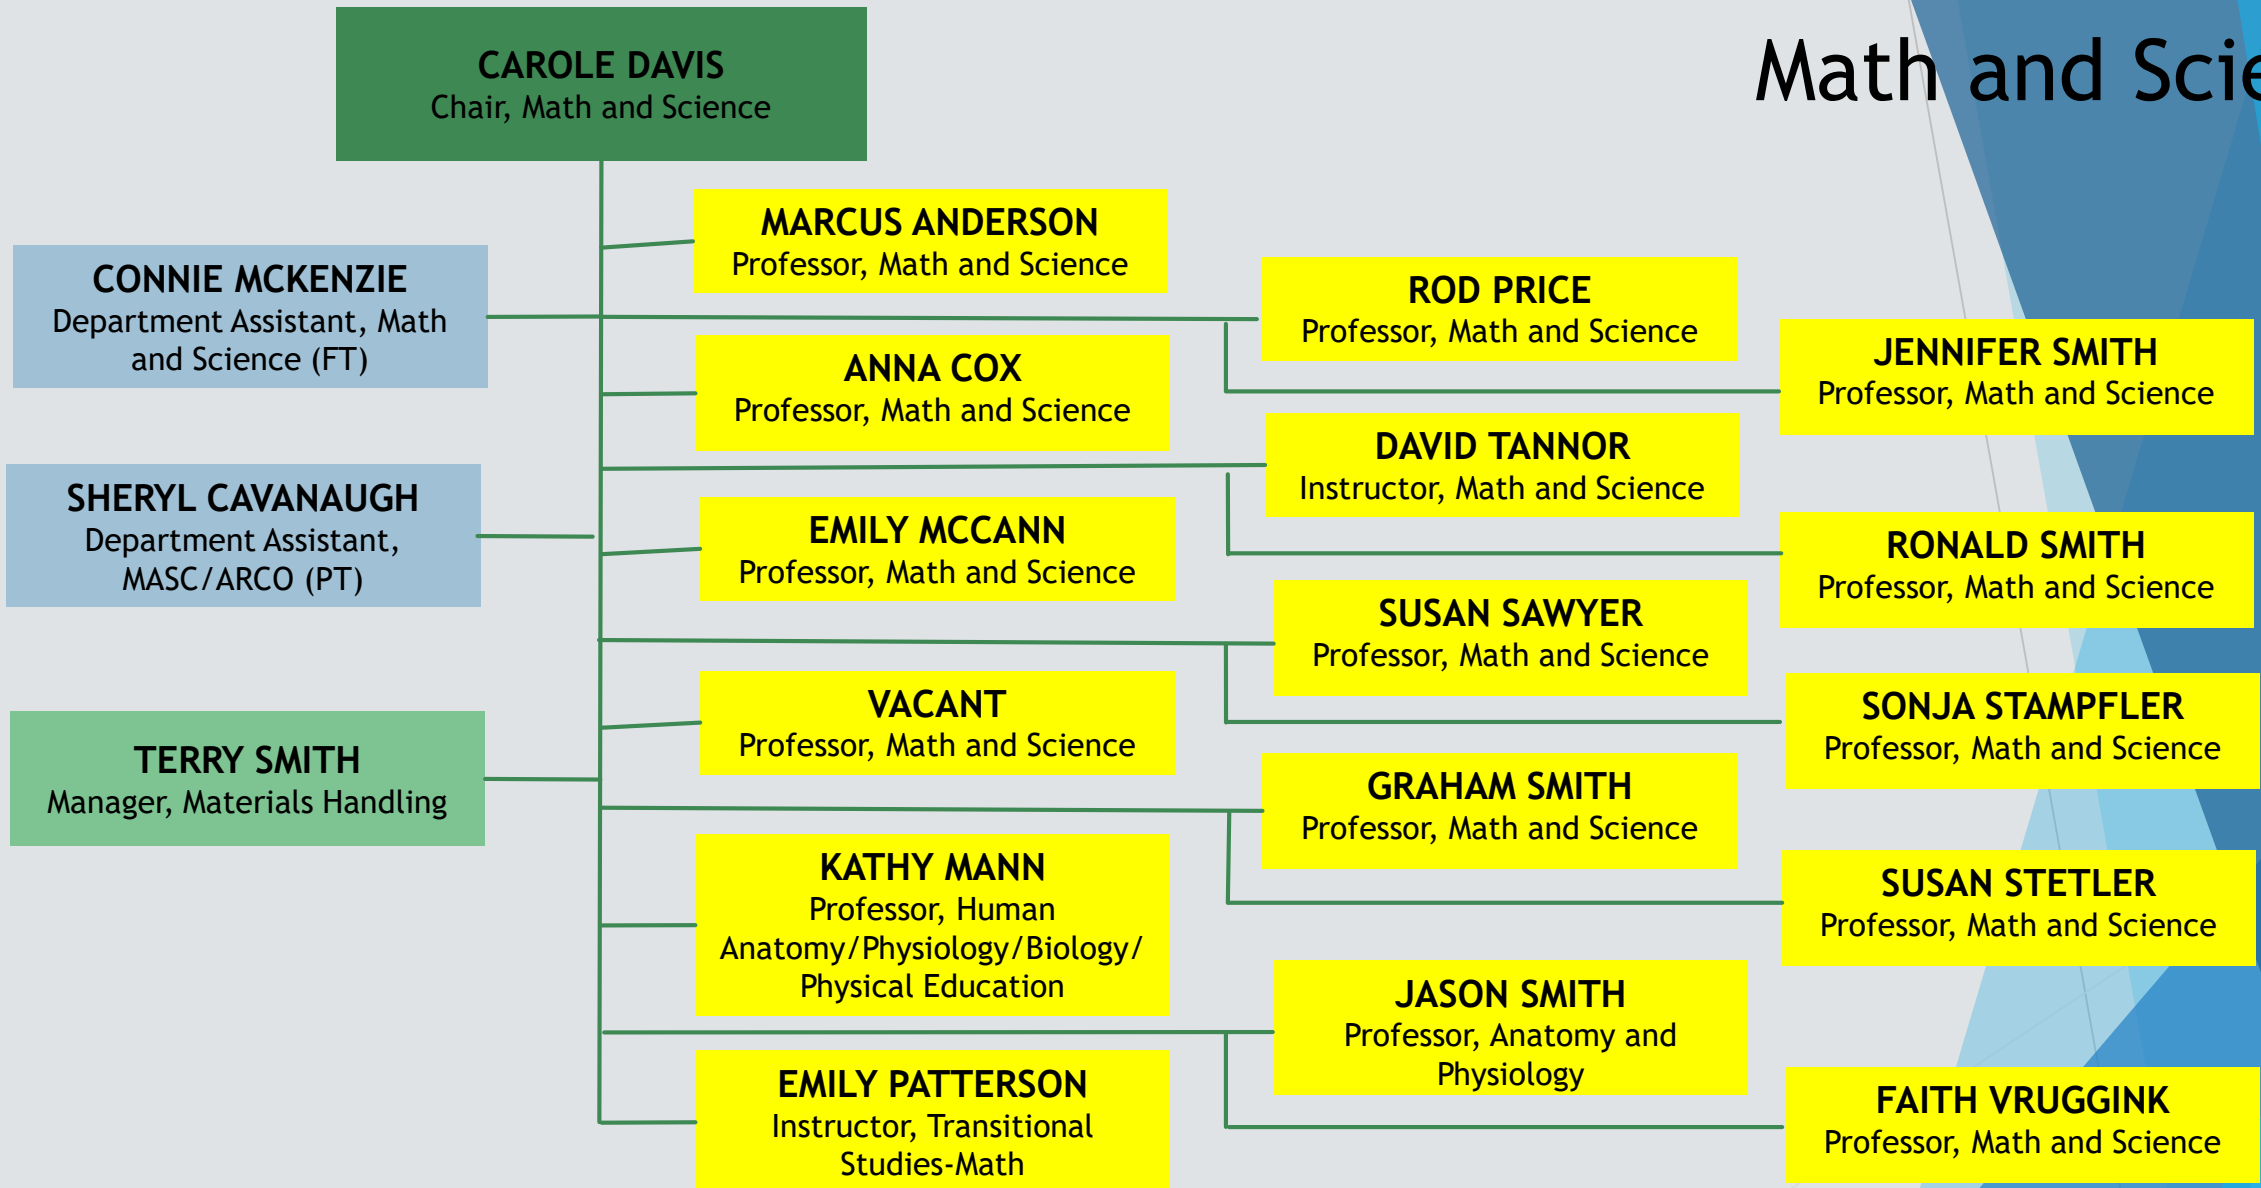 Math and Scie
CAROLE DAVIS
Chair, Math and Science
MARCUS ANDERSON
Professor, Math and Science
CONNIE MCKENZIE
Department Assistant, Math
and Science (FT)
ROD PRICE
Professor, Math and Science
JENNIFER SMITH
Professor, Math and Science
ANNA COX
Professor, Math and Science
DAVID TANNOR
Instructor, Math and Science
SHERYL CAVANAUGH
Department Assistant,
MASC/ARCO (PT)
EMILY MCCANN
Professor, Math and Science
RONALD SMITH
Professor, Math and Science
SUSAN SAWYER
Professor, Math and Science
VACANT
Professor, Math and Science
SONJA STAMPFLER
Professor, Math and Science
TERRY SMITH
Manager, Materials Handling
GRAHAM SMITH
Professor, Math and Science
KATHY MANN
Professor, Human
Anatomy/Physiology/Biology/
Physical Education
SUSAN STETLER
Professor, Math and Science
JASON SMITH
Professor, Anatomy and
Physiology
EMILY PATTERSON
Instructor, Transitional
Studies-Math
FAITH VRUGGINK
Professor, Math and Science